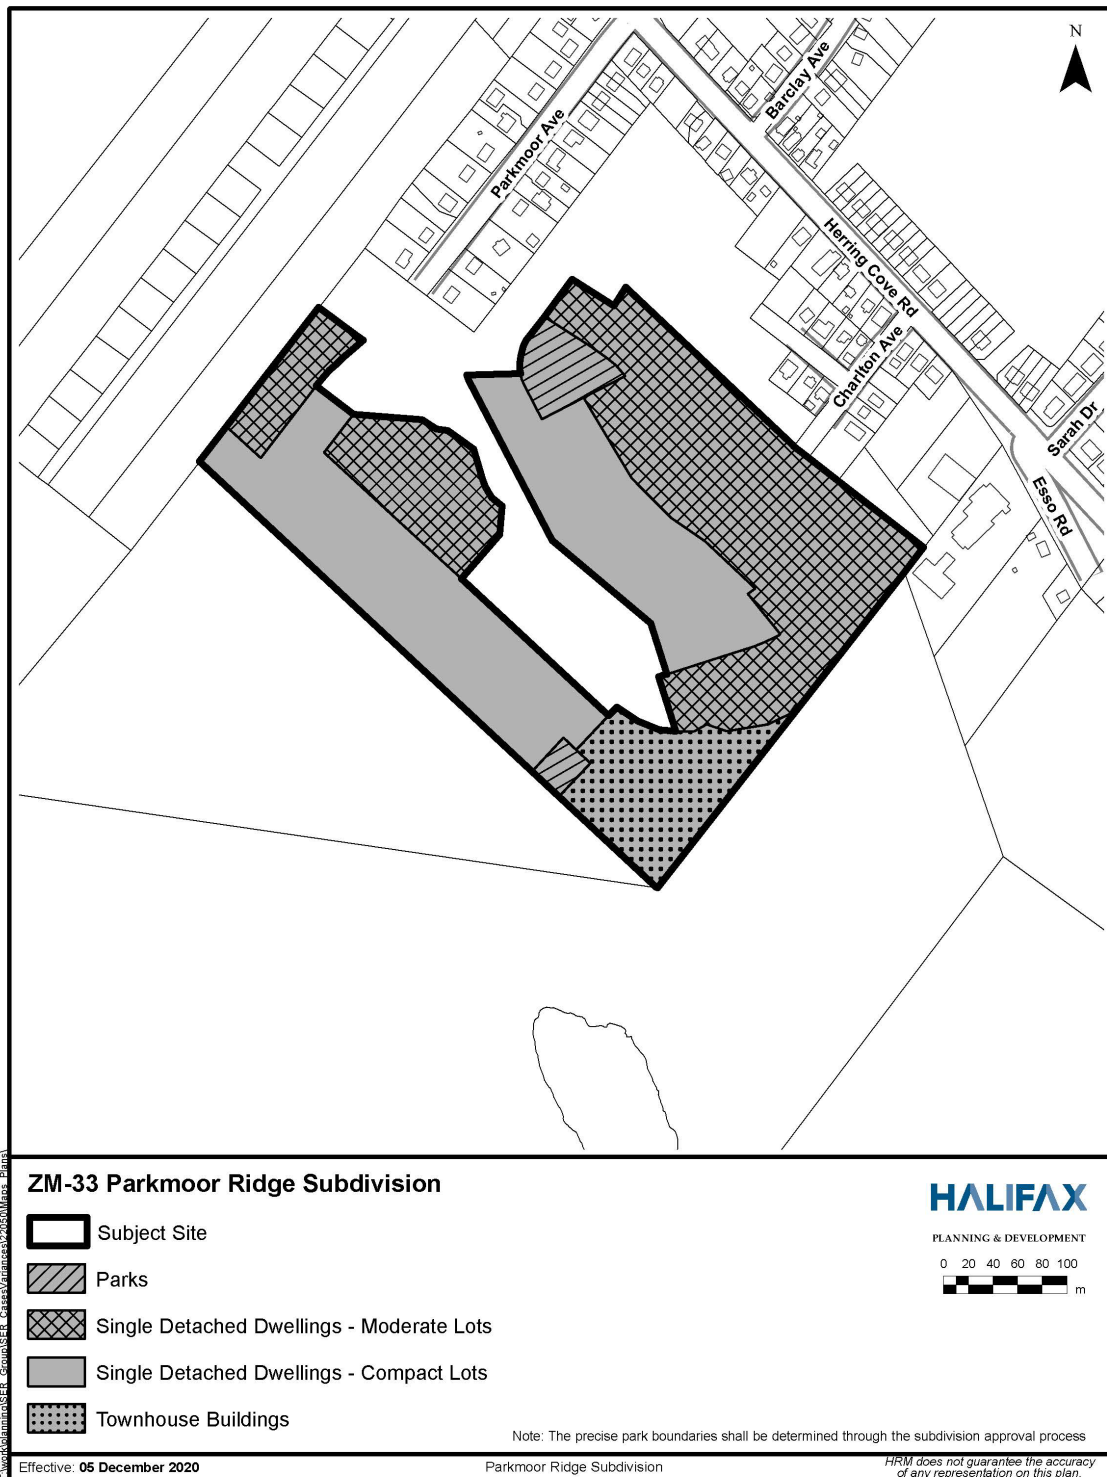 N
Barclay Ave
Parkmoor Ave
Herring Cove Rd
Charlton Ave
Sarah Dr
Esso Rd
ZM-33 Parkmoor Ridge Subdivision
Subject Site
Parks
Single Detached Dwellings - Moderate Lots
Single Detached Dwellings - Compact Lots
Townhouse Buildings
HALIFAX
PLANNING & DEVELOPMENT
0 20 40 60 80 100
m
Note: The precise park boundaries shall be determined through the subdivision approval process
Effective: 05 December 2020
Parkmoor Ridge Subdivision
HRM does not guarantee the accuracy
of any representation on this plan.